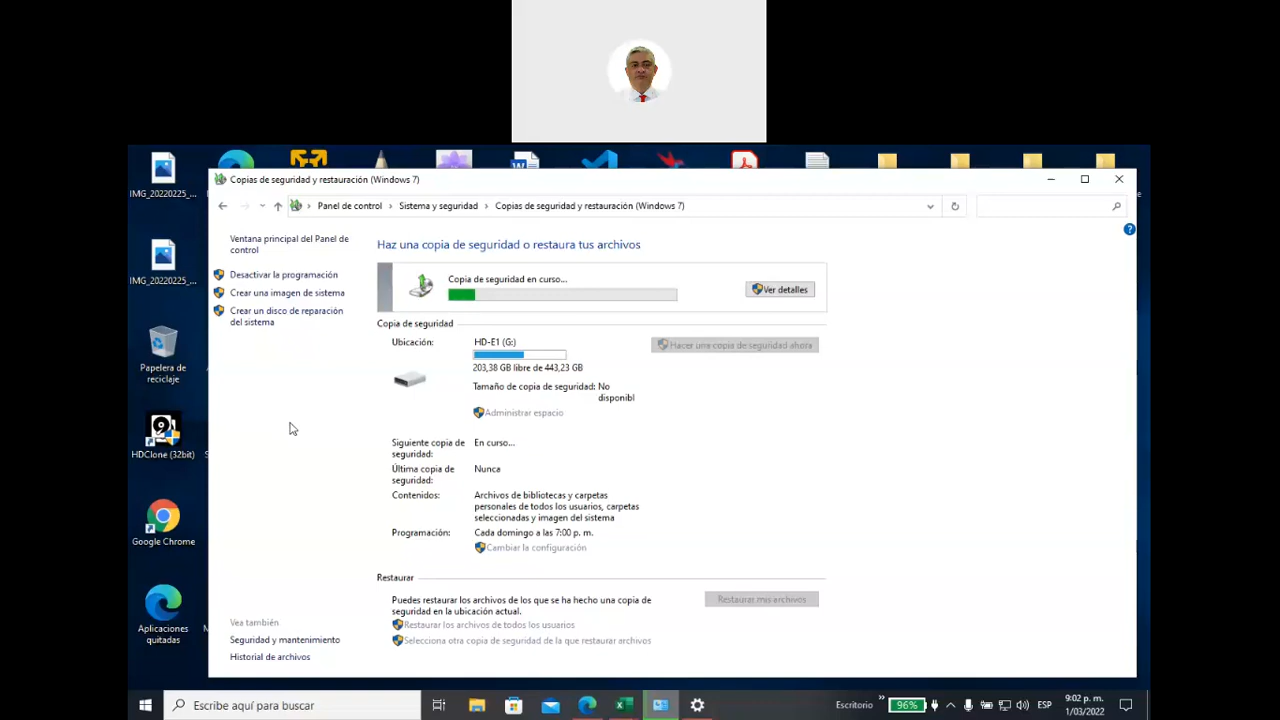 IMG_20220225_...
Copias de seguridad y restauración (Windows 7)
Panel de control
Sistema y seguridad
Copias de seguridad y restauración (Windows 7)
Ventana principal del Panel de
control
Desactivar la programación
Crear una imagen de sistema
Crear un disco de reparación
del sistema
Haz una copia de seguridad o restaura tus archivos
Copia de seguridad en curso...
Ver detalles
Copia de seguridad
Ubicación:
HD-E1 (G:)
Hacer una copia de seguridad ahora
203,38 GB libre de 443,23 GB
Tamaño de copia de seguridad: No
disponibl
Administrar espacio
Siguiente copia de
seguridad:
En curso...
Última copia de
seguridad:
Nunca
Contenidos:
Archivos de bibliotecas y carpetas
personales de todos los usuarios, carpetas
seleccionadas y imagen del sistema
Programación:
Cada domingo a las 7:00 p. m.
Cambiar la configuración
Restaurar
Puedes restaurar los archivos de los que se ha hecho una copia de
seguridad en la ubicación actual.
Restaurar mis archivos
Restaurar los archivos de todos los usuarios
Selecciona otra copia de seguridad de la que restaurar archivos
Vea también
Seguridad y mantenimiento
Historial de archivos
IMG_20220225_...
Papelera de
reciclaje
HDClone (32bit)
Google Chrome
Aplicaciones
quitadas
Escribe aquí para buscar
Escritorio
96%
ESP
9:02 p. m.
1/03/2022